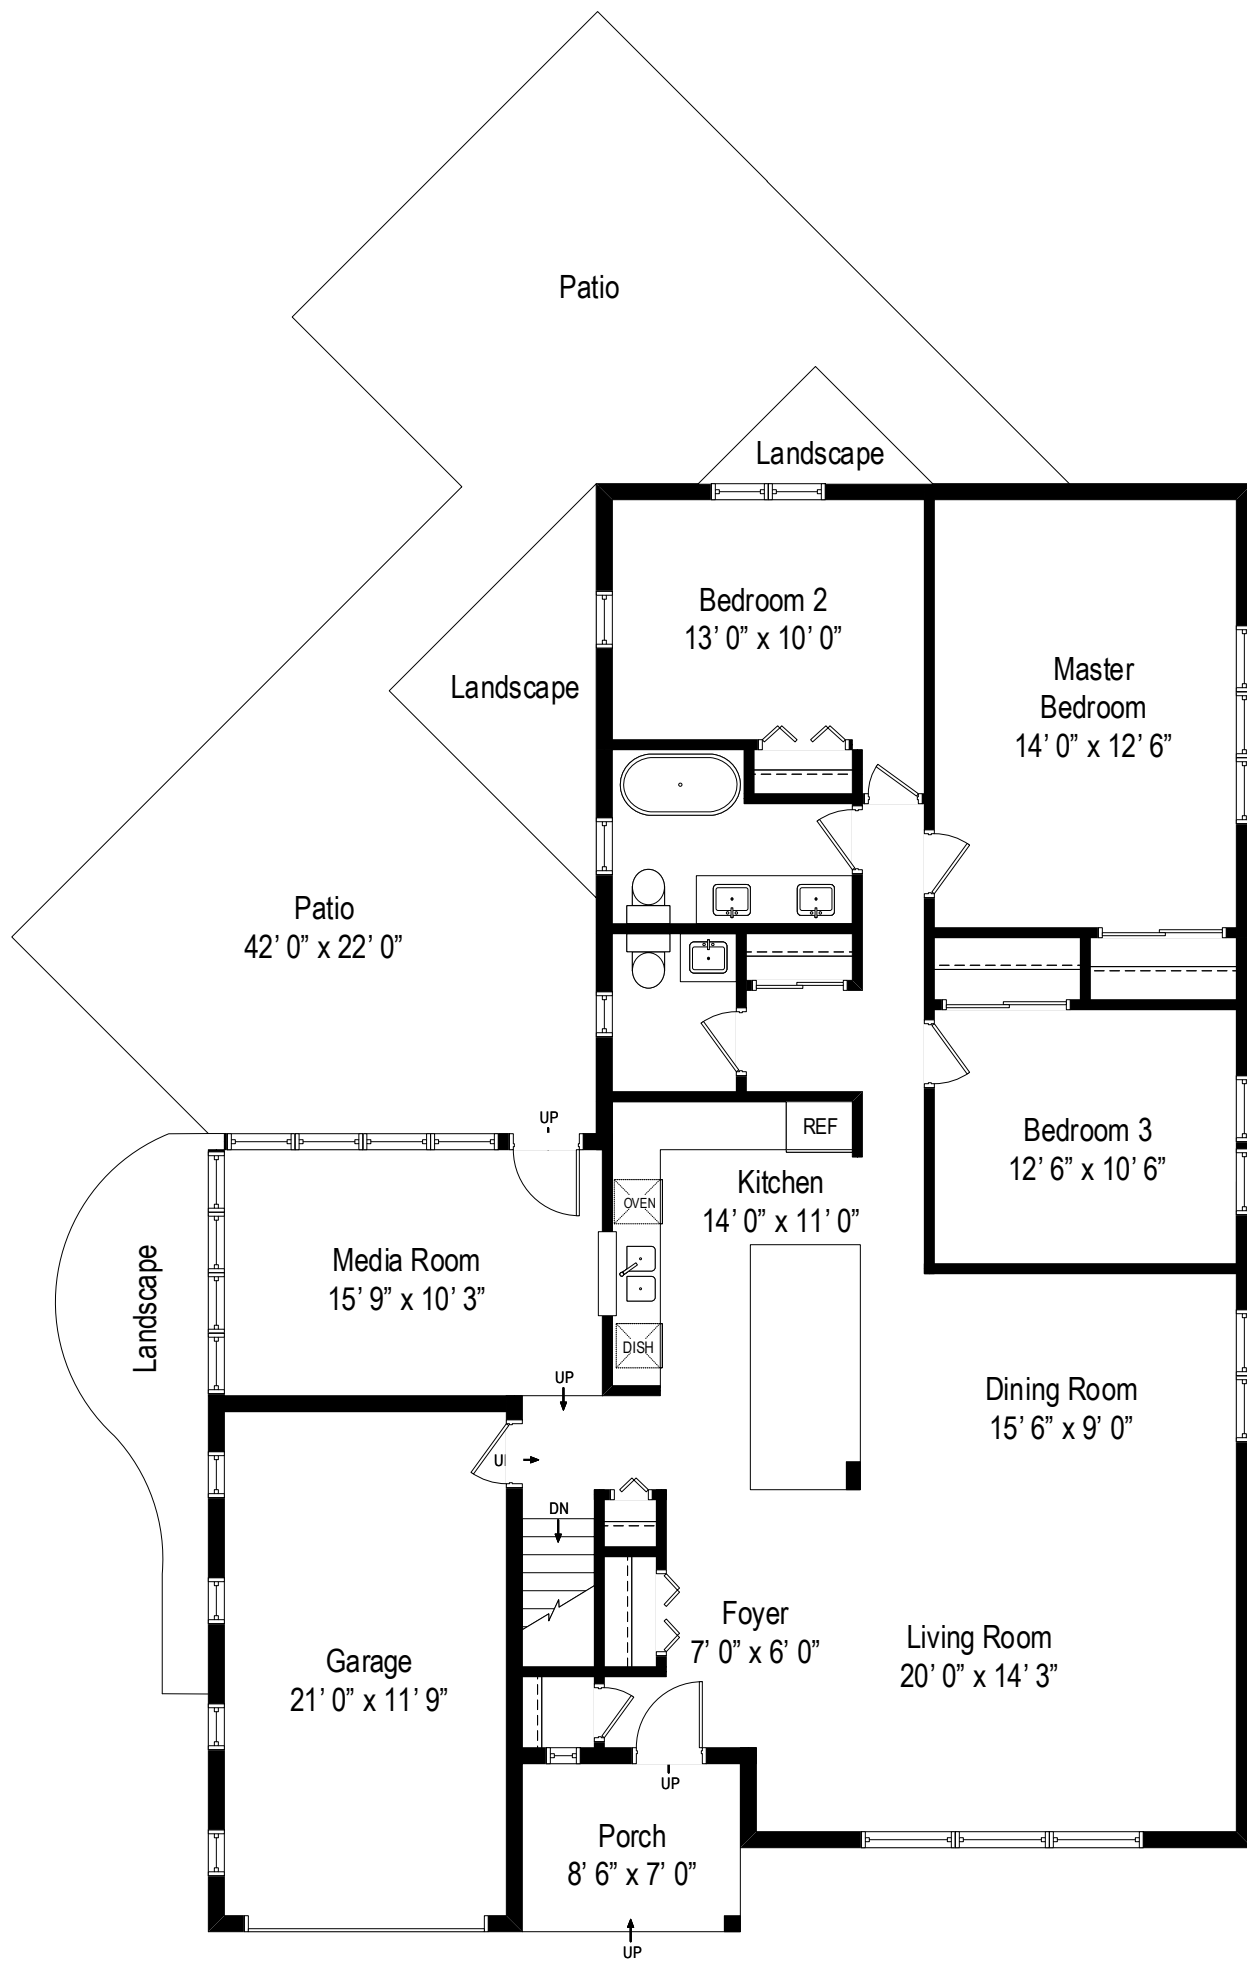 Patio
Landscape
Bedroom 2
13’ 0” x 10’ 0”
Landscape
Master
Bedroom
14’ 0” x 12’ 6”
Patio
42’ 0” x 22’ 0”
UP
REF
Bedroom 3
12’ 6” x 10’ 6”
Kitchen
14’ 0” x 11’ 0”
OVEN
Media Room
15’ 9” x 10’ 3”
Landscape
DISH
UP
Dining Room
15’ 6” x 9’ 0”
DN
Foyer
7’ 0” x 6’ 0”
Living Room
20’ 0” x 14’ 3”
Garage
21’ 0” x 11’ 9”
UP
Porch
8’ 6” x 7’ 0”
UP